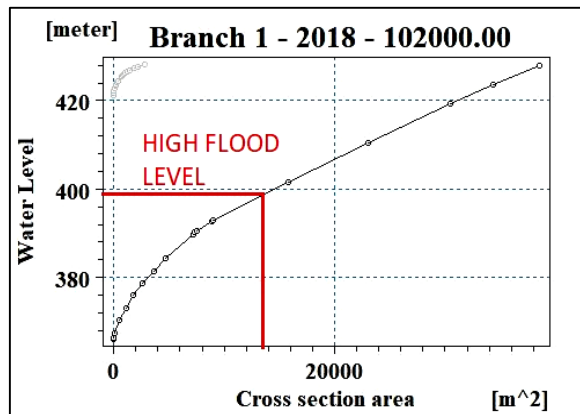 [meter]
Branch 1 - 2018 - 102000.00
420
HIGH FLOOD
LEVEL
400
Water Level
380
0
20000
Cross section area
[m^2]